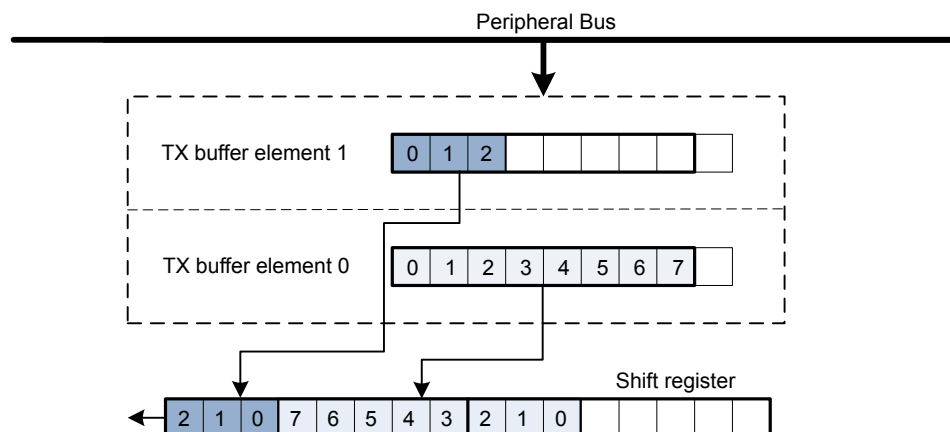 Peripheral Bus
TX buffer element 1
0 1 2
TX buffer element 0
0 1 2 3 4 5 6 7
Shift register
2 1 0 7 6 5 4 3 2 1 0